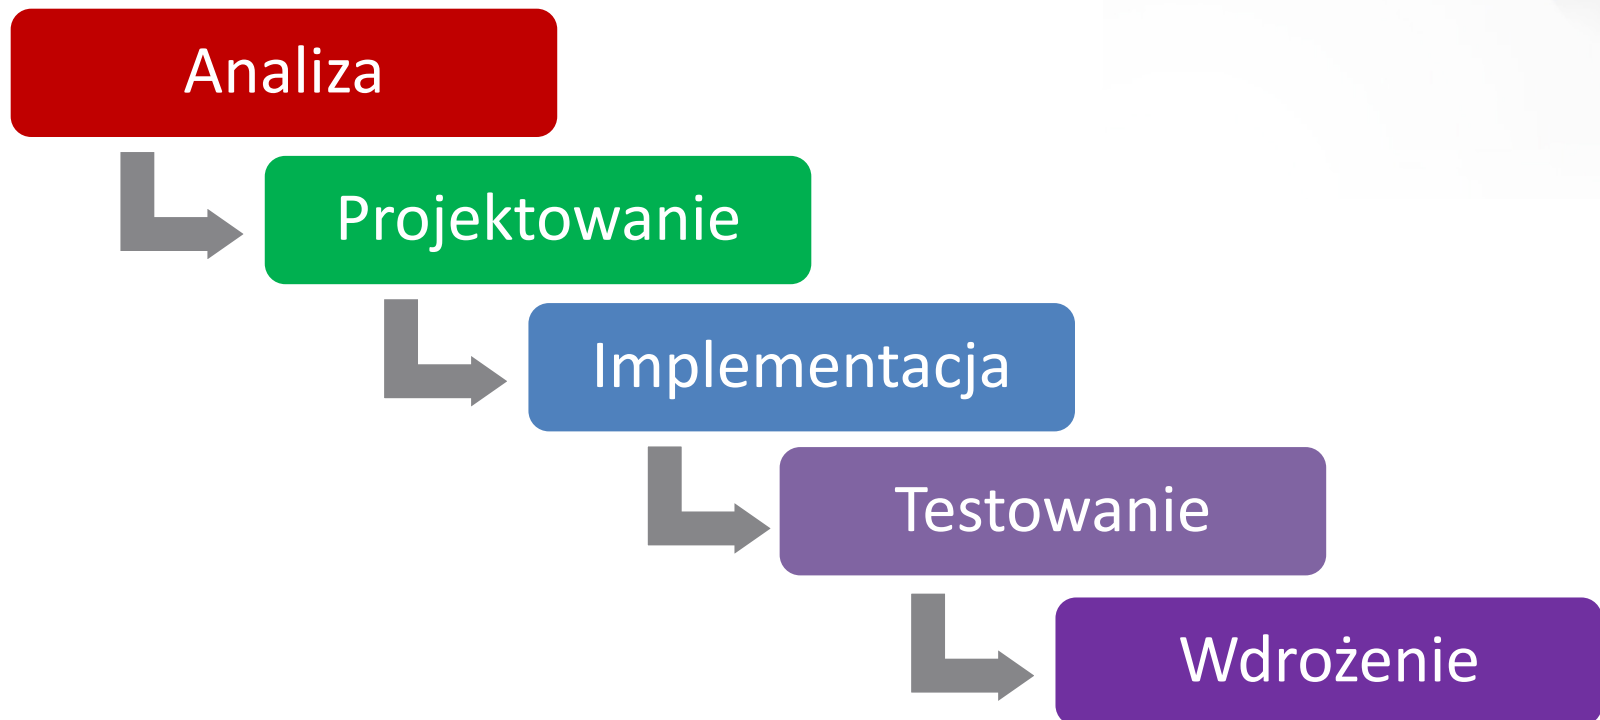 Analiza
Projektowanie
Implementacja
Testowanie
Wdrożenie